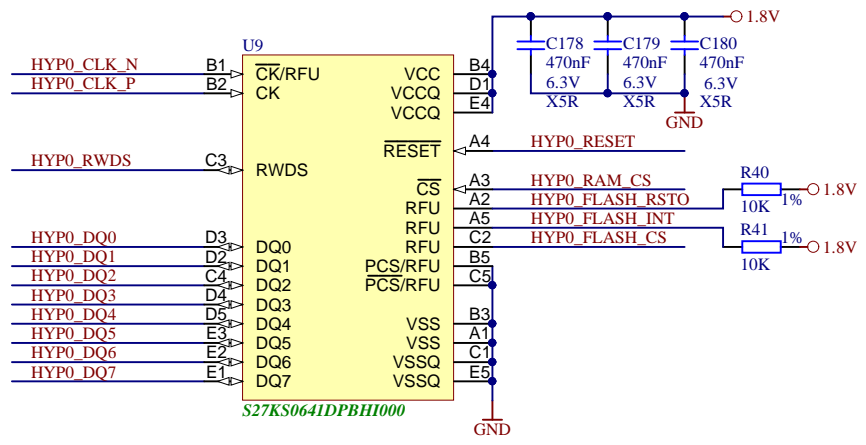 1.8V
U9
C178
470nF
6.3V
X5R
C179
470nF
6.3V
X5R
C180
470nF
6.3V
X5R
GND
HYP0_CLK_N B1 CK/RFU
HYP0_CLK_P B2 CK
VCC B4
VCCQ D1
VCCQ E4
RESET A4 HYP0_RESET
HYP0_RWDS C3 RWDS
CS A3 HYP0_RAM_CS
RFU A2 HYP0_FLASH_RSTO
R40
10K
1%
1.8V
RFU A5 HYP0_FLASH_INT
R41
10K
1%
1.8V
RFU C2 HYP0_FLASH_CS
PCS/RFU B5
PCS/RFU C5
HYP0_DQ0 D3 DQ0
HYP0_DQ1 D2 DQ1
HYP0_DQ2 C4 DQ2
HYP0_DQ3 D4 DQ3
HYP0_DQ4 D5 DQ4
HYP0_DQ5 E3 DQ5
HYP0_DQ6 E2 DQ6
HYP0_DQ7 E1 DQ7
VSS B3
VSS A1
VSSQ C1
VSSQ E5
S27KS0641DPBHI000
GND